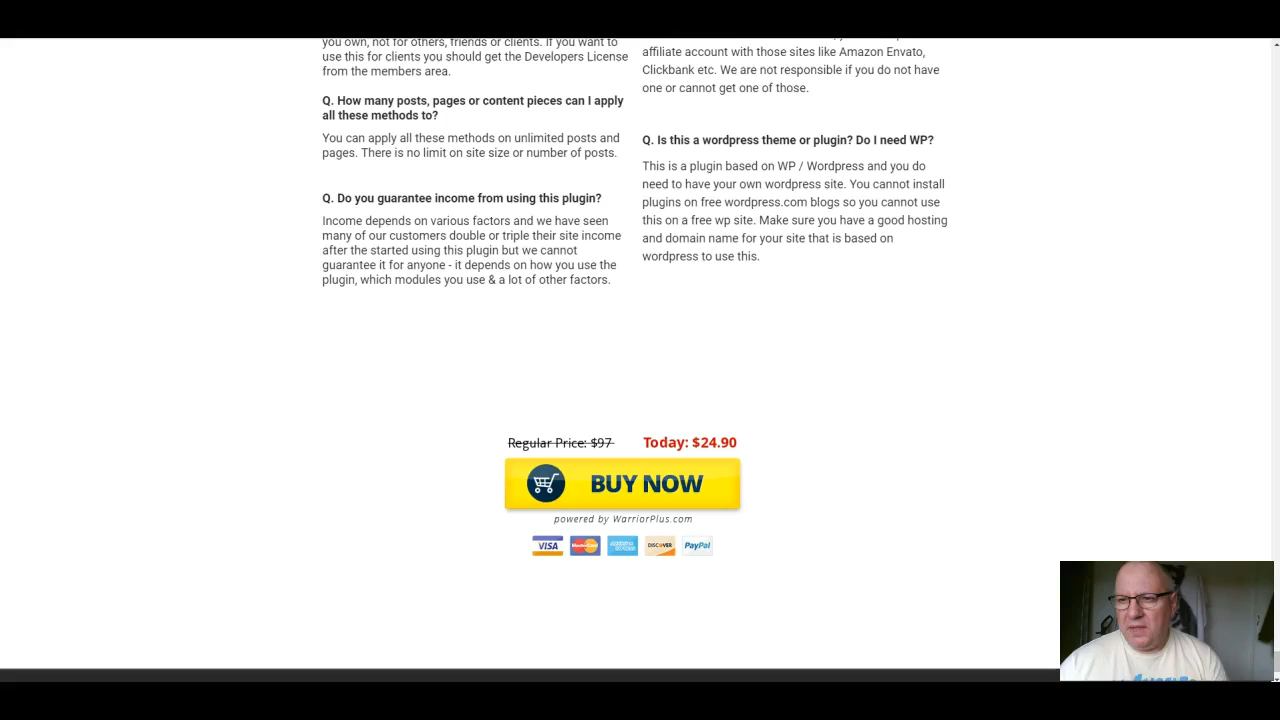 you own, not for others, friends or clients. If you want to
use this for clients you should get the Developers License
from the members area.
Q. How many posts, pages or content pieces can I apply
all these methods to?
You can apply all these methods on unlimited posts and
pages. There is no limit on site size or number of posts.
Q. Do you guarantee income from using this plugin?
Income depends on various factors and we have seen
many of our customers double or triple their site income
after the started using this plugin but we cannot
guarantee it for anyone - it depends on how you use the
plugin, which modules you use & a lot of other factors.
affiliate account with those sites like Amazon Envato,
Clickbank etc. We are not responsible if you do not have
one or cannot get one of those.
Q. Is this a wordpress theme or plugin? Do I need WP?
This is a plugin based on WP / Wordpress and you do
need to have your own wordpress site. You cannot install
plugins on free wordpress.com blogs so you cannot use
this on a free wp site. Make sure you have a good hosting
and domain name for your site that is based on
wordpress to use this.
Regular Price: $97 Today: $24.90
BUY NOW
powered by WarriorPlus.com
VISA MasterCard DISCOVER PayPal